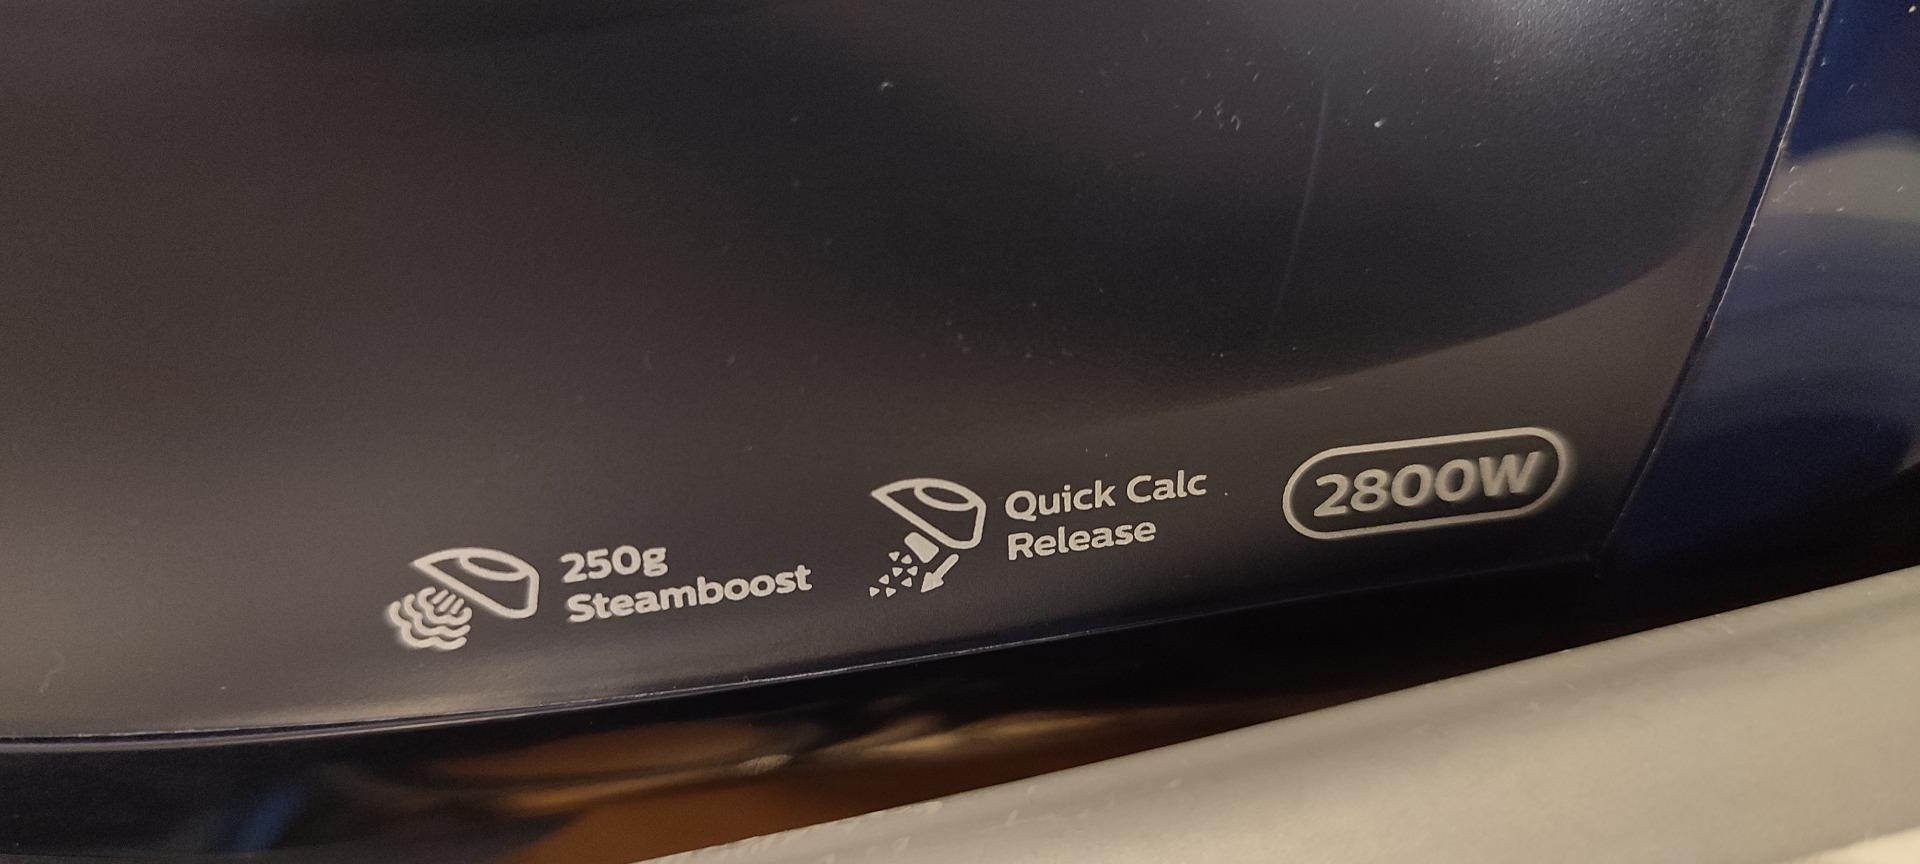 250g
Steamboost
Quick Calc
Release
2800W